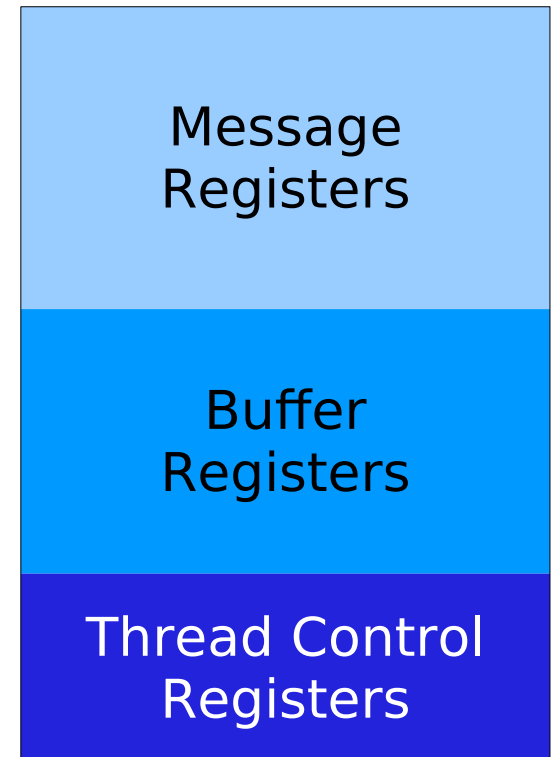 Message
Registers
Buffer
Registers
Thread Control
Registers